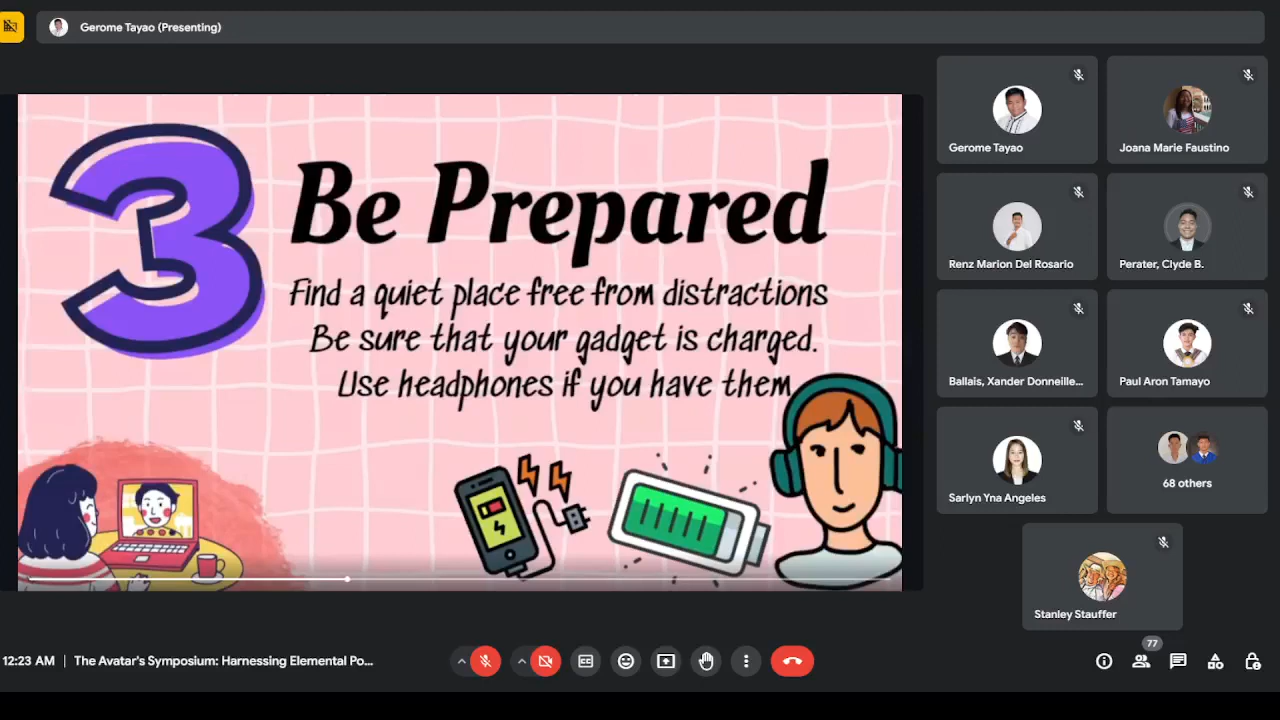 Gerome Tayao (Presenting)
3
Be Prepared
Find a quiet place free from distractions
Be sure that your gadget is charged.
Use headphones if you have them
Gerome Tayao
Joana Marie Faustino
Renz Marion Del Rosario
Perater, Clyde B.
Ballais, Xander Donneille...
Paul Aron Tamayo
Sarlyn Yna Angeles
68 others
Stanley Stauffer
12:23 AM | The Avatar's Symposium: Harnessing Elemental Po...
77